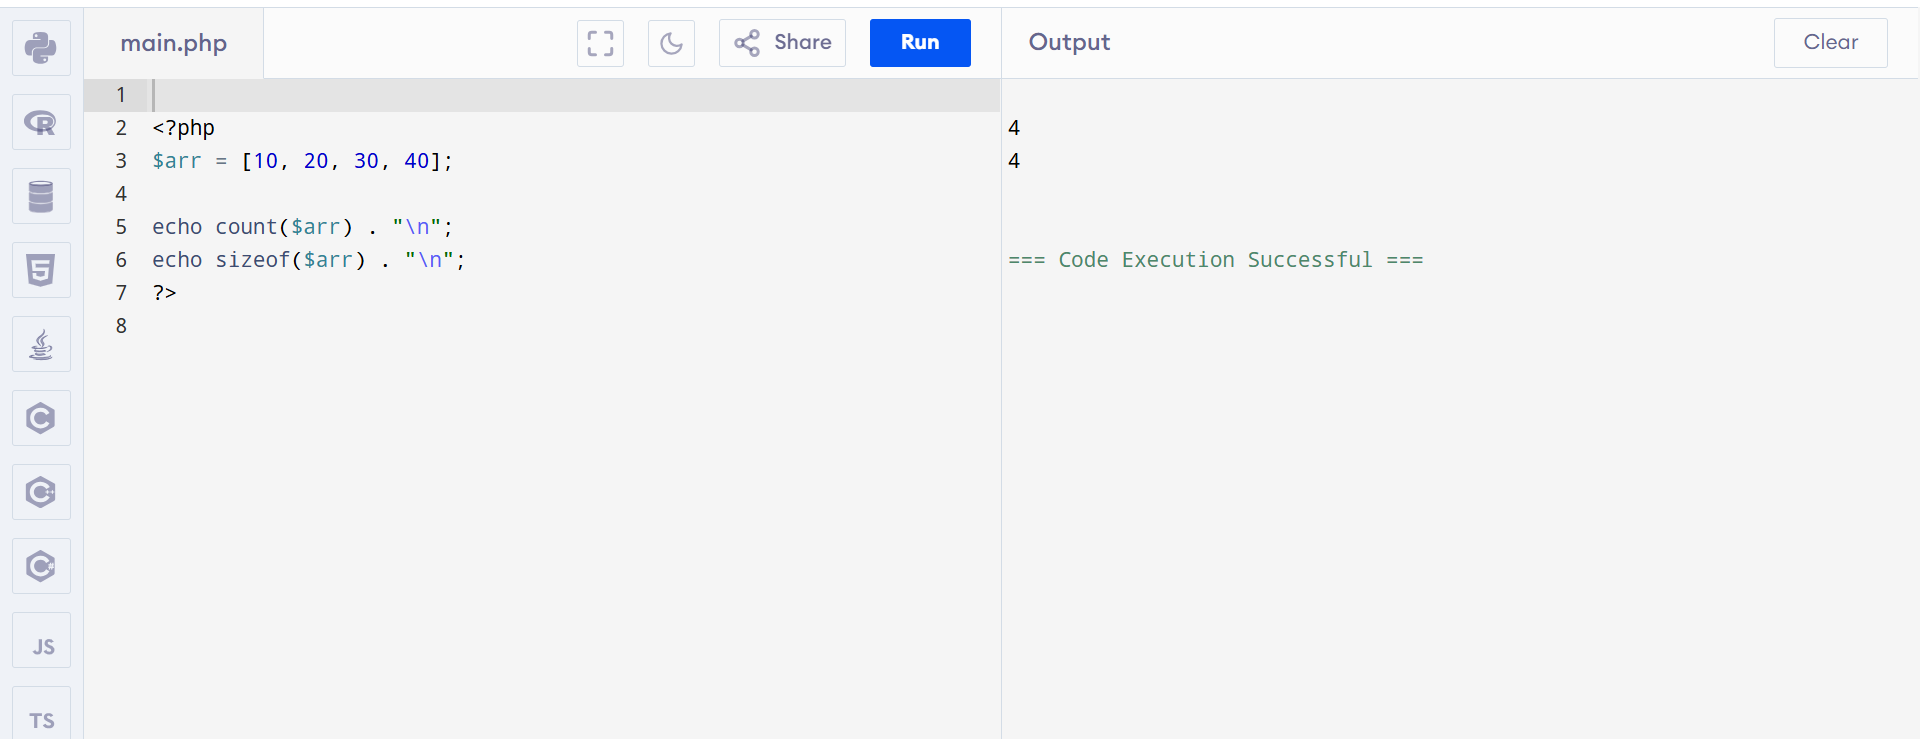 main.php
Share
Run
Output
Clear
1
2 <?php
3 $arr = [10, 20, 30, 40];
4
5 echo count($arr) . "\n";
6 echo sizeof($arr) . "\n";
7 ?>
8
4
4
=== Code Execution Successful ===
R
5
C
C++
C#
JS
TS